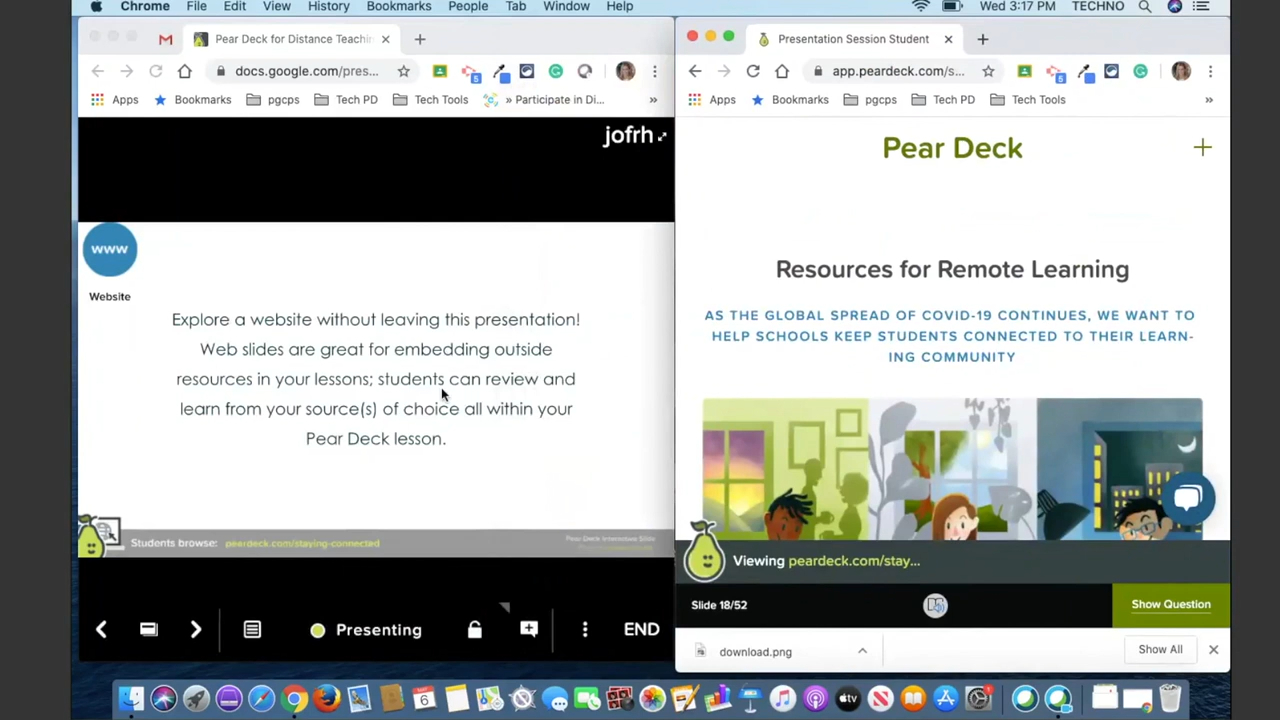 Chrome File Edit View History Bookmarks People Tab Window Help Wed 3:17 PM TECHNO
Pear Deck for Distance Teachin
docs.google.com/pres...
Apps Bookmarks pgcps Tech PD Tech Tools » Participate in Di... »
jofrh
www
Website
Explore a website without leaving this presentation!
Web slides are great for embedding outside
resources in your lessons; students can review and
learn from your source(s) of choice all within your
Pear Deck lesson.
Students browse: peardeck.com/staying-connected
Pear Deck Interactive Slide
Presenting END
Presentation Session Student
app.peardeck.com/s...
Apps Bookmarks pgcps Tech PD Tech Tools »
Pear Deck
Resources for Remote Learning
AS THE GLOBAL SPREAD OF COVID-19 CONTINUES, WE WANT TO
HELP SCHOOLS KEEP STUDENTS CONNECTED TO THEIR LEARN-
ING COMMUNITY
Viewing peardeck.com/stay...
Slide 18/52 Show Question
download.png Show All